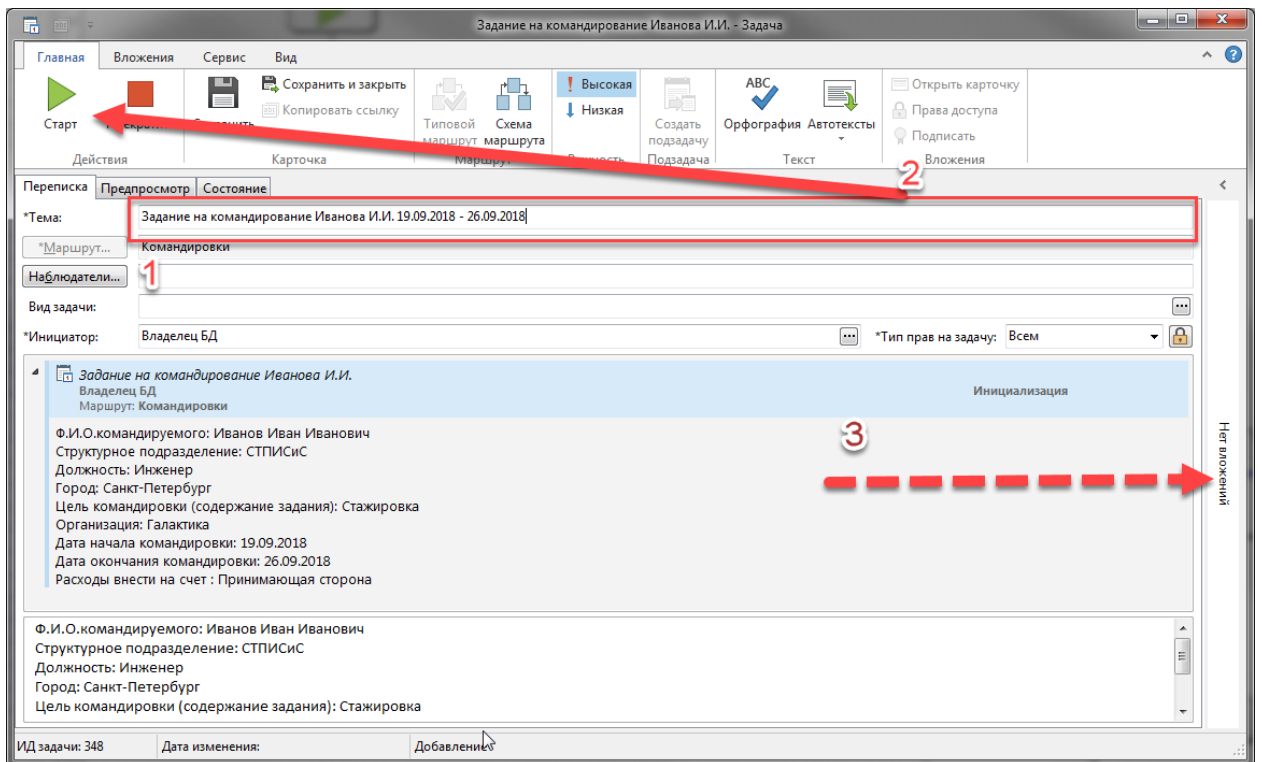 Задание на командирование Иванова И.И. - Задача
Главная Вложения Сервис Вид
Старт
Сохранить и закрыть
Копировать ссылку
Типовой маршрут
Схема маршрута
Высокая
Низкая
Создать подзадачу
ABC
Орфография
Автотексты
Открыть карточку
Права доступа
Подписать
Действия Карточка Маршрут Подзадача Текст Вложения
2
Переписка Предпросмотр Состояние
*Тема: Задание на командирование Иванова И.И. 19.09.2018 - 26.09.2018
*Маршрут... Командировки
Наблюдатели... 1
Вид задачи: ...
*Инициатор: Владелец БД ... *Тип прав на задачу: Всем
Задание на командирование Иванова И.И.
Владелец БД Инициализация
Маршрут: Командировки
Ф.И.О.командируемого: Иванов Иван Иванович
3
Структурное подразделение: СТПИСиС
Должность: Инженер
Город: Санкт-Петербург
Цель командировки (содержание задания): Стажировка
Организация: Галактика
Дата начала командировки: 19.09.2018
Дата окончания командировки: 26.09.2018
Расходы внести на счет : Принимающая сторона
Нет вложений
Ф.И.О.командируемого: Иванов Иван Иванович
Структурное подразделение: СТПИСиС
Должность: Инженер
Город: Санкт-Петербург
Цель командировки (содержание задания): Стажировка
ИД задачи: 348 Дата изменения: Добавление